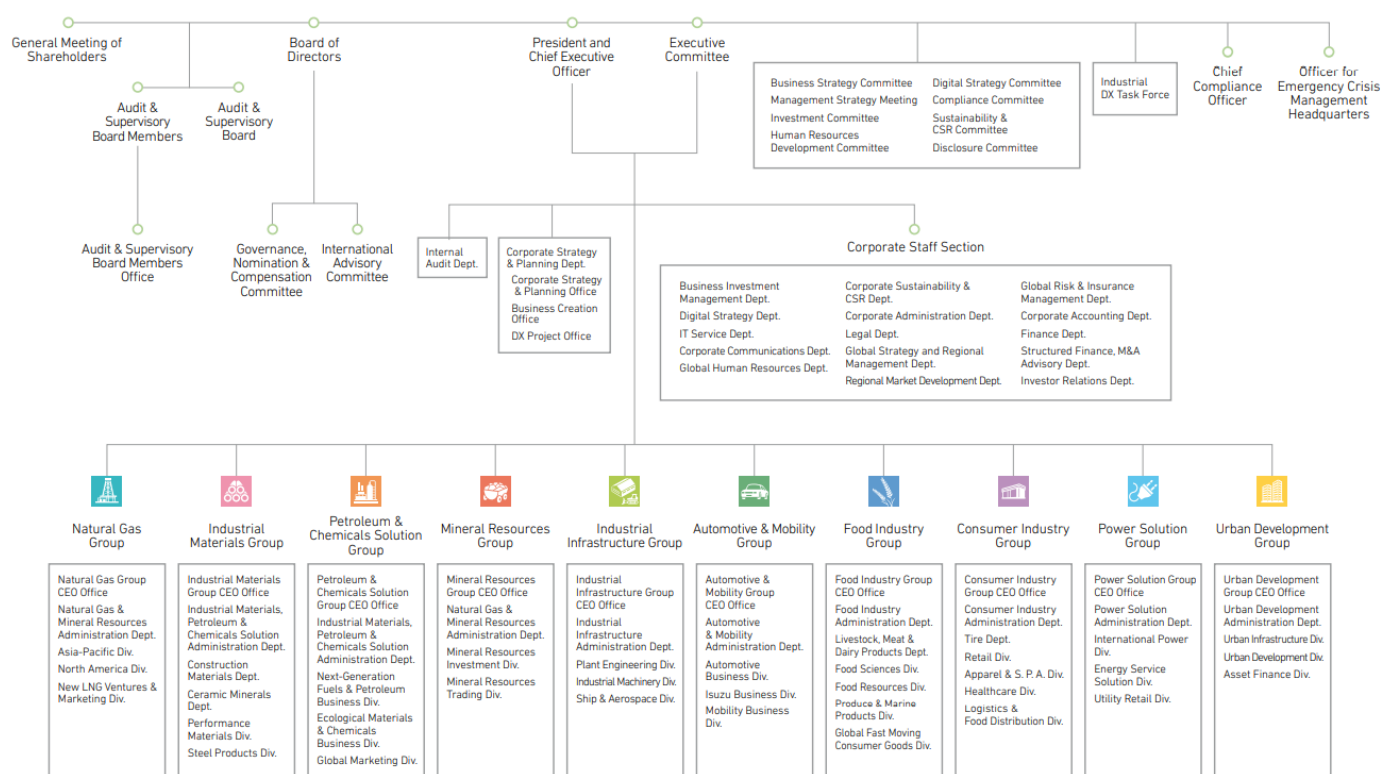 General Meeting of
Shareholders
Board of
Directors
President and
Chief Executive
Officer
Executive
Committee
Audit &
Supervisory
Board Members
Audit &
Supervisory
Board
Business Strategy Committee
Management Strategy Meeting
Investment Committee
Human Resources
Development Committee
Digital Strategy Committee
Compliance Committee
Sustainability &
CSR Committee
Disclosure Committee
Industrial
DX Task Force
Chief
Compliance
Officer
Officer for
Emergency Crisis
Management
Headquarters
Audit & Supervisory
Board Members
Office
Governance,
Nomination &
Compensation
Committee
International
Advisory
Committee
Internal
Audit Dept.
Corporate Strategy
& Planning Dept.
Corporate Strategy
& Planning Office
Business Creation
Office
DX Project Office
Corporate Staff Section
Business Investment
Management Dept.
Digital Strategy Dept.
IT Service Dept.
Corporate Communications Dept.
Global Human Resources Dept.
Corporate Sustainability &
CSR Dept.
Corporate Administration Dept.
Legal Dept.
Global Strategy and Regional
Management Dept.
Regional Market Development Dept.
Global Risk & Insurance
Management Dept.
Corporate Accounting Dept.
Finance Dept.
Structured Finance, M&A
Advisory Dept.
Investor Relations Dept.
Natural Gas
Group
Natural Gas Group
CEO Office
Natural Gas &
Mineral Resources
Administration Dept.
Asia-Pacific Div.
North America Div.
New LNG Ventures &
Marketing Div.
Industrial
Materials Group
Industrial Materials
Group CEO Office
Industrial Materials,
Petroleum &
Chemicals Solution
Administration Dept.
Construction
Materials Dept.
Ceramic Minerals
Dept.
Performance
Materials Div.
Steel Products Div.
Petroleum &
Chemicals Solution
Group
Petroleum &
Chemicals Solution
Group CEO Office
Industrial Materials,
Petroleum &
Chemicals Solution
Administration Dept.
Next-Generation
Fuels & Petroleum
Business Div.
Ecological Materials
& Chemicals
Business Div.
Global Marketing Div.
Mineral Resources
Group
Mineral Resources
Group CEO Office
Natural Gas &
Mineral Resources
Administration Dept.
Mineral Resources
Investment Div.
Mineral Resources
Trading Div.
Industrial
Infrastructure Group
Industrial
Infrastructure Group
CEO Office
Industrial
Infrastructure
Administration Dept.
Plant Engineering Div.
Industrial Machinery Div.
Ship & Aerospace Div.
Automotive & Mobility
Group
Automotive &
Mobility Group
CEO Office
Automotive
& Mobility
Administration Dept.
Automotive
Business Div.
Isuzu Business Div.
Mobility Business
Div.
Food Industry
Group
Food Industry Group
CEO Office
Food Industry
Administration Dept.
Livestock, Meat &
Dairy Products Dept.
Food Sciences Div.
Food Resources Div.
Produce & Marine
Products Div.
Global Fast Moving
Consumer Goods Div.
Consumer Industry
Group
Consumer Industry
Group CEO Office
Consumer Industry
Administration Dept.
Tire Dept.
Retail Div.
Apparel & S. P. A. Div.
Healthcare Div.
Logistics &
Food Distribution Div.
Power Solution
Group
Power Solution Group
CEO Office
Power Solution
Administration Dept.
International Power
Div.
Energy Service
Solution Div.
Utility Retail Div.
Urban Development
Group
Urban Development
Group CEO Office
Urban Development
Administration Dept.
Urban Infrastructure Div.
Urban Development Div.
Asset Finance Div.